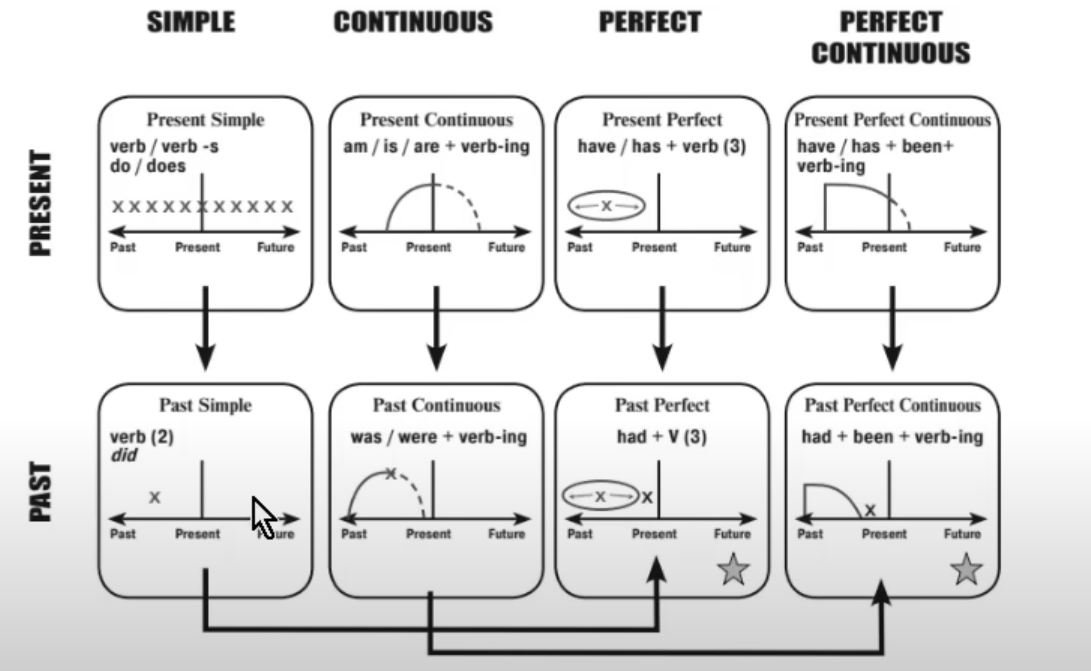 SIMPLE CONTINUOUS PERFECT PERFECT
CONTINUOUS
PRESENT
Present Simple
verb / verb -s
do / does
x x x x x x x x x x x x
Past Present Future
Present Continuous
am / is / are + verb-ing
Past Present Future
Present Perfect
have / has + verb (3)
x
Past Present Future
Present Perfect Continuous
have / has + been+
verb-ing
Past Present Future
PAST
Past Simple
verb (2)
did
x
Past Present Future
Past Continuous
was / were + verb-ing
x
Past Present Future
Past Perfect
had + V (3)
x x
Past Present Future
Past Perfect Continuous
had + been + verb-ing
x
Past Present Future